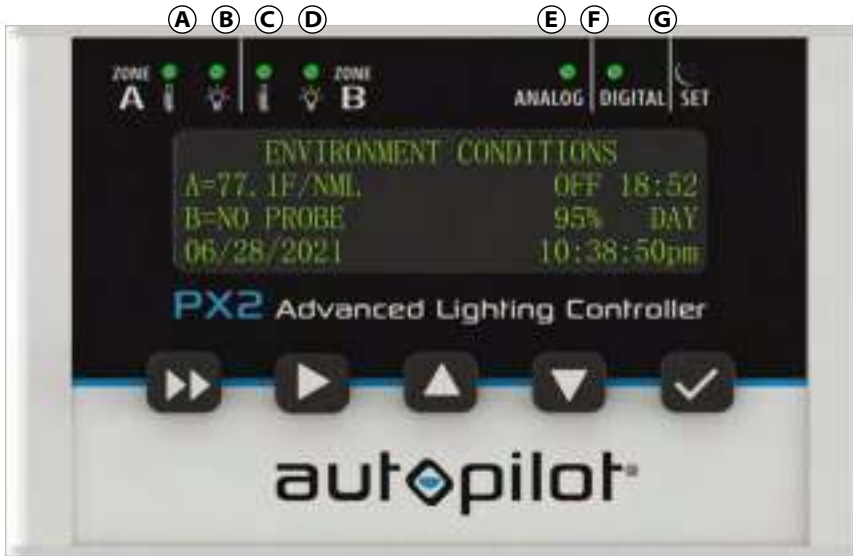 A B C D E F G
ZONE A ZONE B ANALOG DIGITAL SET
ENVIRONMENT CONDITIONS
A=77.1F/NML OFF 18:52
B=NO PROBE 95% DAY
06/28/2021 10:38:50pm
PX2 Advanced Lighting Controller
autopilot®